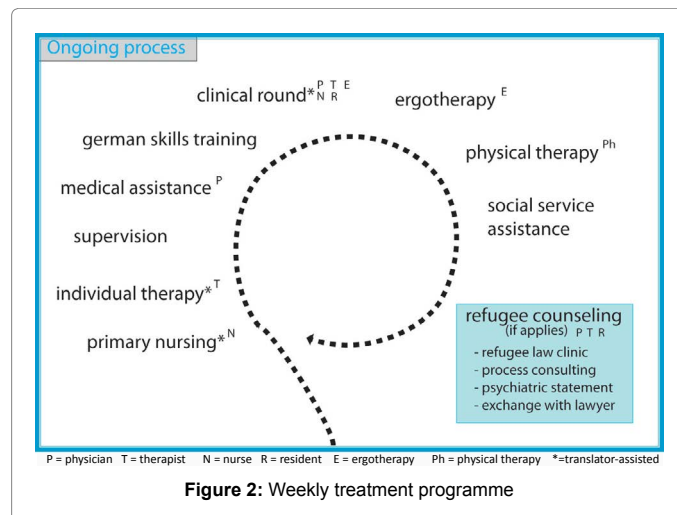 Ongoing process
clinical round* P T E N R
ergotherapy E
german skills training
physical therapy Ph
medical assistance P
social service
assistance
supervision
individual therapy* T
primary nursing* N
refugee counseling
(if applies) P T R
- refugee law clinic
- process consulting
- psychiatric statement
- exchange with lawyer
P = physician T = therapist N = nurse R = resident E = ergotherapy Ph = physical therapy *=translator-assisted
Figure 2: Weekly treatment programme